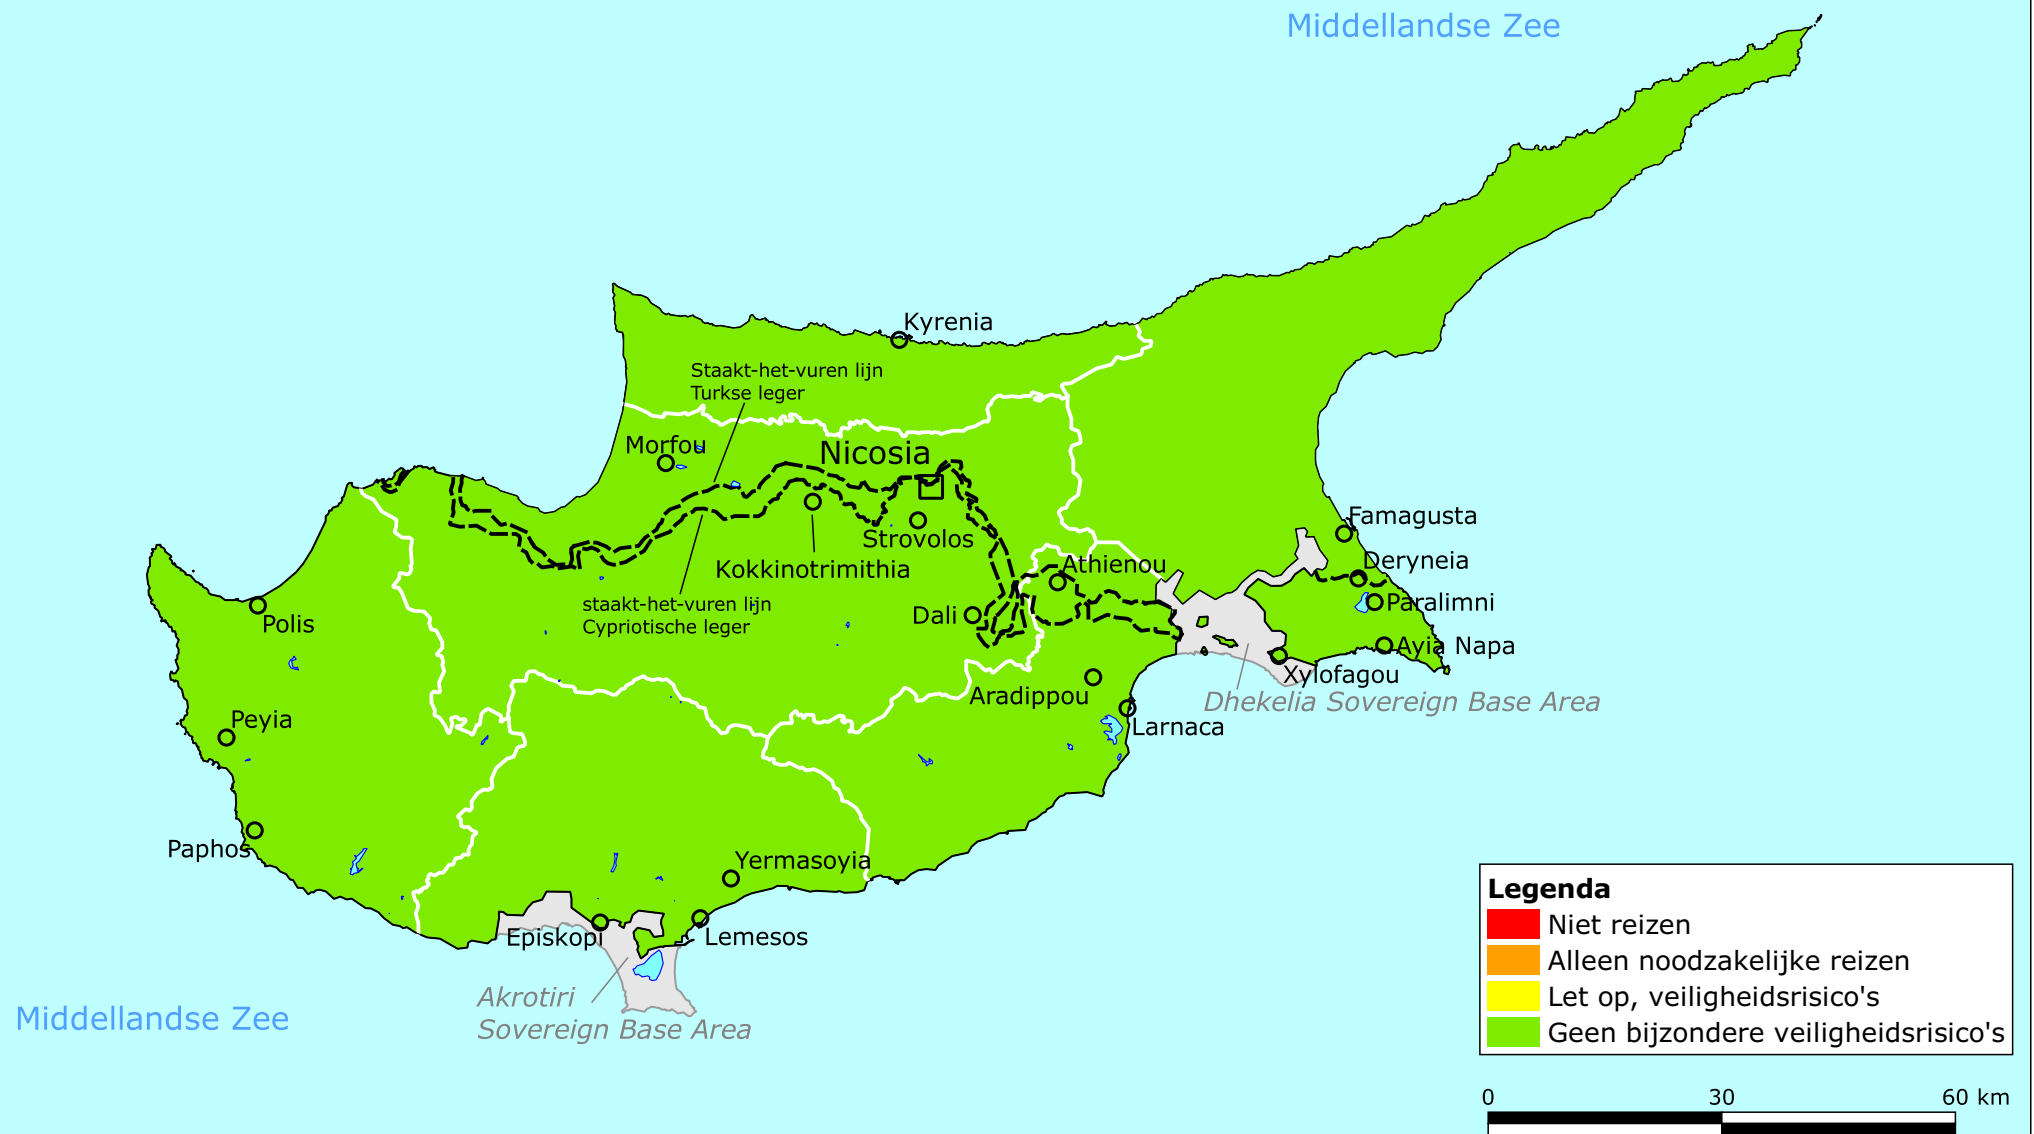 Middellandse Zee
Kyrenia
Staakt-het-vuren lijn
Turkse leger
Morfou
Nicosia
Famagusta
Strovolos
Deryneia
Athienou
Kokkinotrimithia
staakt-het-vuren lijn
Cypriotische leger
Paralimni
Dali
Polis
Ayia Napa
Xylofagou
Aradippou
Dhekelia Sovereign Base Area
Peyia
Larnaca
Paphos
Yermasoyia
Episkopi
Lemesos
Akrotiri
Sovereign Base Area
Middellandse Zee
Legenda
Niet reizen
Alleen noodzakelijke reizen
Let op, veiligheidsrisico's
Geen bijzondere veiligheidsrisico's
0 30 60 km